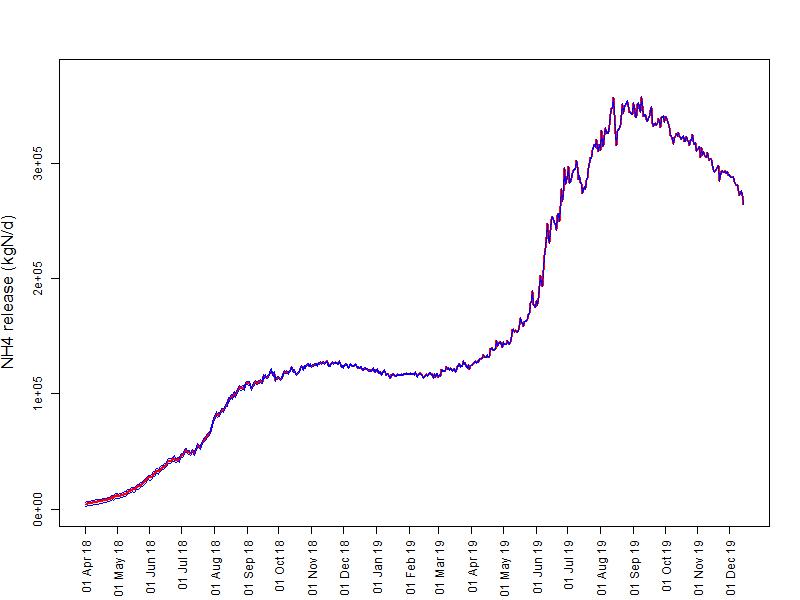 NH4 release (kgN/d)
3e+05
2e+05
1e+05
0e+00
01 Apr 18
01 May 18
01 Jun 18
01 Jul 18
01 Aug 18
01 Sep 18
01 Oct 18
01 Nov 18
01 Dec 18
01 Jan 19
01 Feb 19
01 Mar 19
01 Apr 19
01 May 19
01 Jun 19
01 Jul 19
01 Aug 19
01 Sep 19
01 Oct 19
01 Nov 19
01 Dec 19